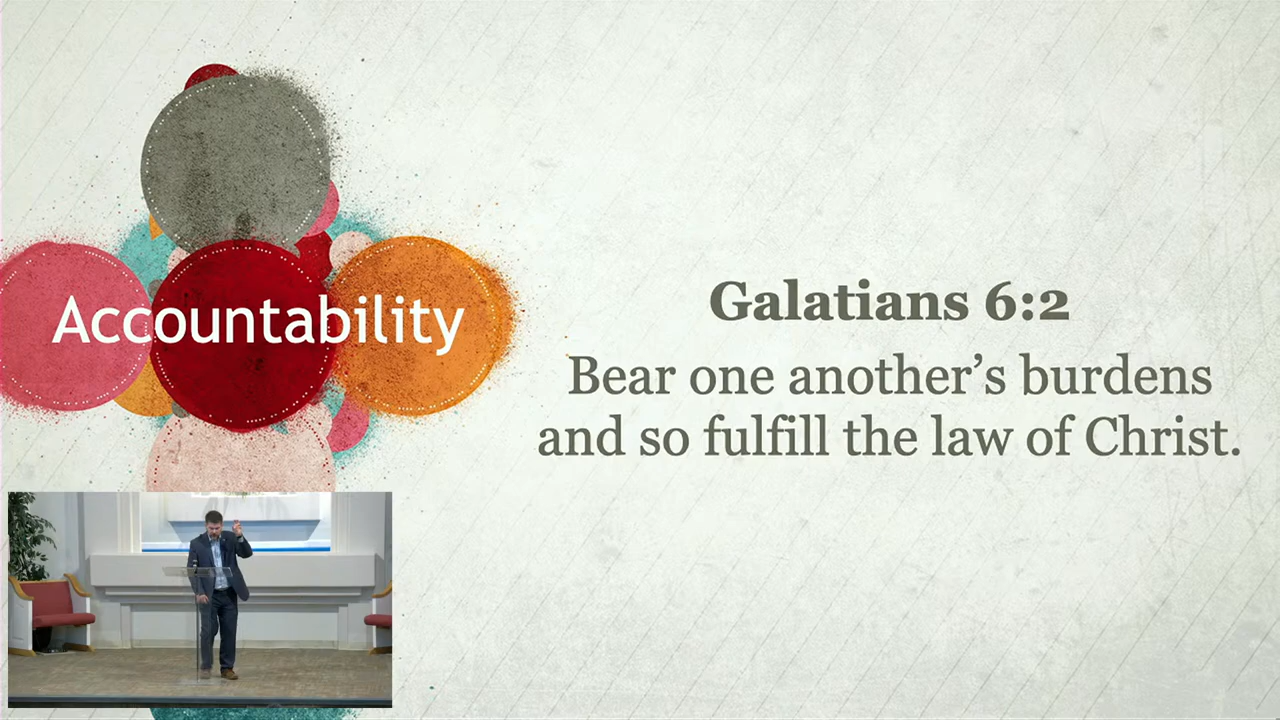 Accountability
Galatians 6:2
Bear one another’s burdens
and so fulfill the law of Christ.